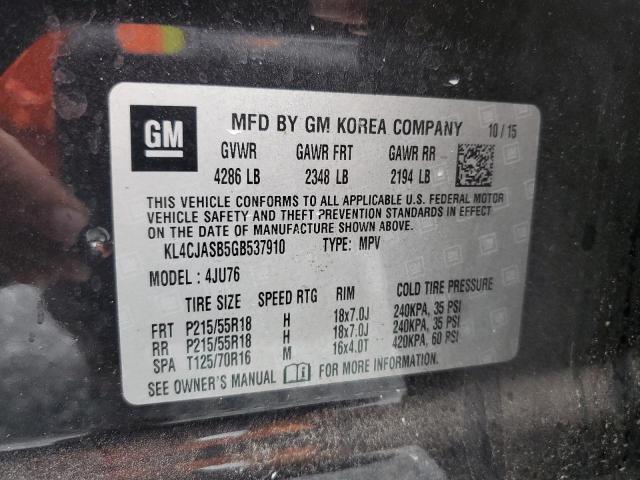 GM MFD BY GM KOREA COMPANY 10/15
GVWR GAWR FRT GAWR RR
4286 LB 2348 LB 2194 LB
THIS VEHICLE CONFORMS TO ALL APPLICABLE U.S. FEDERAL MOTOR
VEHICLE SAFETY AND THEFT PREVENTION STANDARDS IN EFFECT
ON THE DATE OF MANUFACTURE SHOWN ABOVE.
KL4CJASB5GB537910 TYPE: MPV
MODEL: 4JU76
TIRE SIZE SPEED RTG RIM COLD TIRE PRESSURE
FRT P215/55R18 H 18x7.0J 240KPA, 35 PSI
RR P215/55R18 H 18x7.0J 240KPA, 35 PSI
SPA T125/70R16 M 16x4.0T 420KPA, 60 PSI
SEE OWNER'S MANUAL FOR MORE INFORMATION.